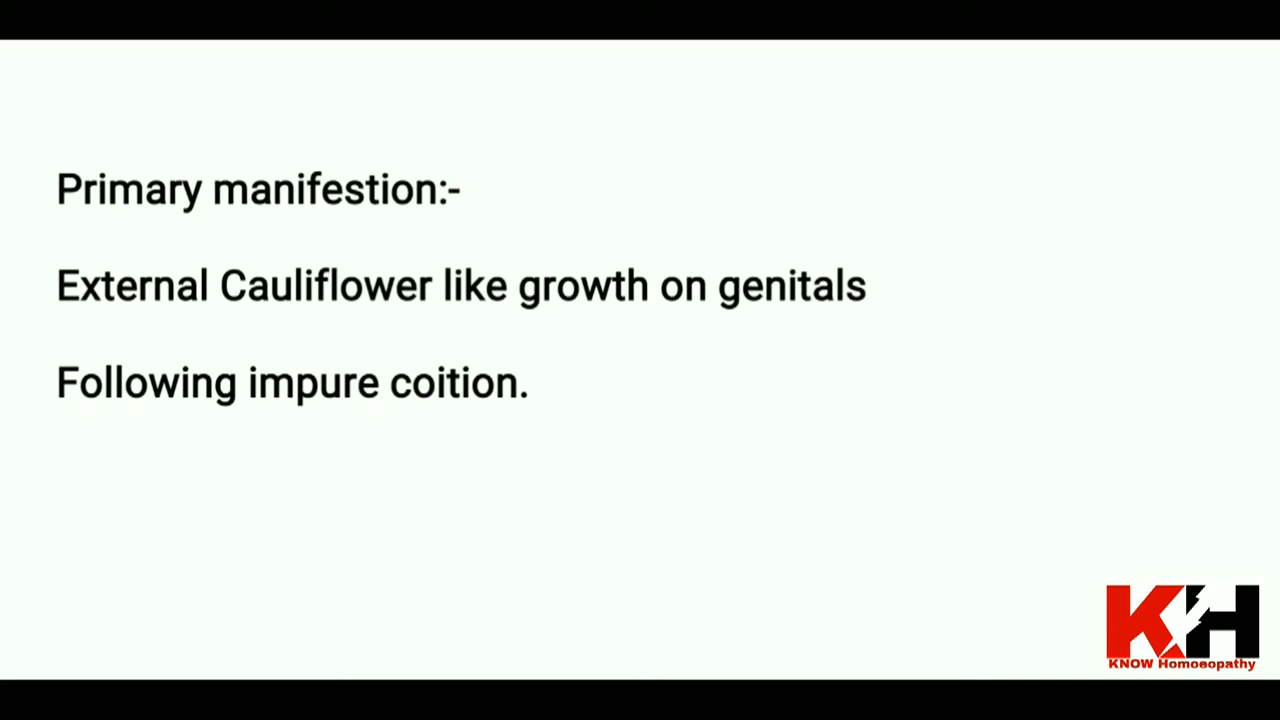 Primary manifestion:-
External Cauliflower like growth on genitals
Following impure coition.
KH
KNOW Homoeopathy